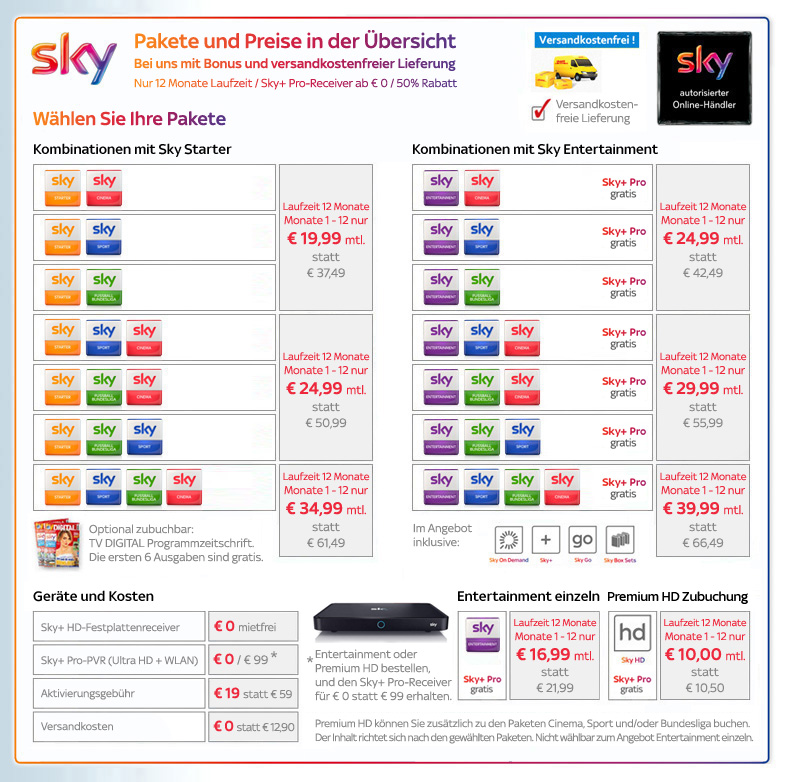 sky
Pakete und Preise in der Übersicht
Bei uns mit Bonus und versandkostenfreier Lieferung
Nur 12 Monate Laufzeit / Sky+ Pro-Receiver ab € 0 / 50% Rabatt
Versandkostenfrei !
Versandkosten-
freie Lieferung
sky
autorisierter
Online-Händler
Wählen Sie Ihre Pakete
Kombinationen mit Sky Starter
sky STARTER sky CINEMA
sky STARTER sky SPORT
sky STARTER sky FUSSBALL BUNDESLIGA
Laufzeit 12 Monate
Monate 1 - 12 nur
€ 19,99 mtl.
statt
€ 37,49
sky STARTER sky SPORT sky CINEMA
sky STARTER sky FUSSBALL BUNDESLIGA sky CINEMA
sky STARTER sky FUSSBALL BUNDESLIGA sky SPORT
Laufzeit 12 Monate
Monate 1 - 12 nur
€ 24,99 mtl.
statt
€ 50,99
sky STARTER sky SPORT sky FUSSBALL BUNDESLIGA sky CINEMA
Laufzeit 12 Monate
Monate 1 - 12 nur
€ 34,99 mtl.
statt
€ 61,49
DIGITAL
Optional zubuchbar:
TV DIGITAL Programmzeitschrift.
Die ersten 6 Ausgaben sind gratis.
Kombinationen mit Sky Entertainment
sky ENTERTAINMENT sky CINEMA Sky+ Pro
gratis
sky ENTERTAINMENT sky SPORT Sky+ Pro
gratis
sky ENTERTAINMENT sky FUSSBALL BUNDESLIGA Sky+ Pro
gratis
Laufzeit 12 Monate
Monate 1 - 12 nur
€ 24,99 mtl.
statt
€ 42,49
sky ENTERTAINMENT sky SPORT sky CINEMA Sky+ Pro
gratis
sky ENTERTAINMENT sky FUSSBALL BUNDESLIGA sky CINEMA Sky+ Pro
gratis
sky ENTERTAINMENT sky FUSSBALL BUNDESLIGA sky SPORT Sky+ Pro
gratis
Laufzeit 12 Monate
Monate 1 - 12 nur
€ 29,99 mtl.
statt
€ 55,99
sky ENTERTAINMENT sky SPORT sky FUSSBALL BUNDESLIGA sky CINEMA Sky+ Pro
gratis
Laufzeit 12 Monate
Monate 1 - 12 nur
€ 39,99 mtl.
statt
€ 66,49
Im Angebot
inklusive:
+ go
Sky On Demand Sky+ Sky Go Sky Box Sets
Geräte und Kosten
Sky+ HD-Festplattenreceiver € 0 mietfrei
Sky+ Pro-PVR (Ultra HD + WLAN) € 0 / € 99 *
Aktivierungsgebühr € 19 statt € 59
Versandkosten € 0 statt € 12,90
sky
sky
* Entertainment oder
Premium HD bestellen,
und den Sky+ Pro-Receiver
für € 0 statt € 99 erhalten.
Entertainment einzeln
sky ENTERTAINMENT
Sky+ Pro
gratis
Laufzeit 12 Monate
Monate 1 - 12 nur
€ 16,99 mtl.
statt
€ 21,99
Premium HD Zubuchung
hd
Sky HD
Sky+ Pro
gratis
Laufzeit 12 Monate
Monate 1 - 12 nur
€ 10,00 mtl.
statt
€ 10,50
Premium HD können Sie zusätzlich zu den Paketen Cinema, Sport und/oder Bundesliga buchen.
Der Inhalt richtet sich nach den gewählten Paketen. Nicht wählbar zum Angebot Entertainment einzeln.